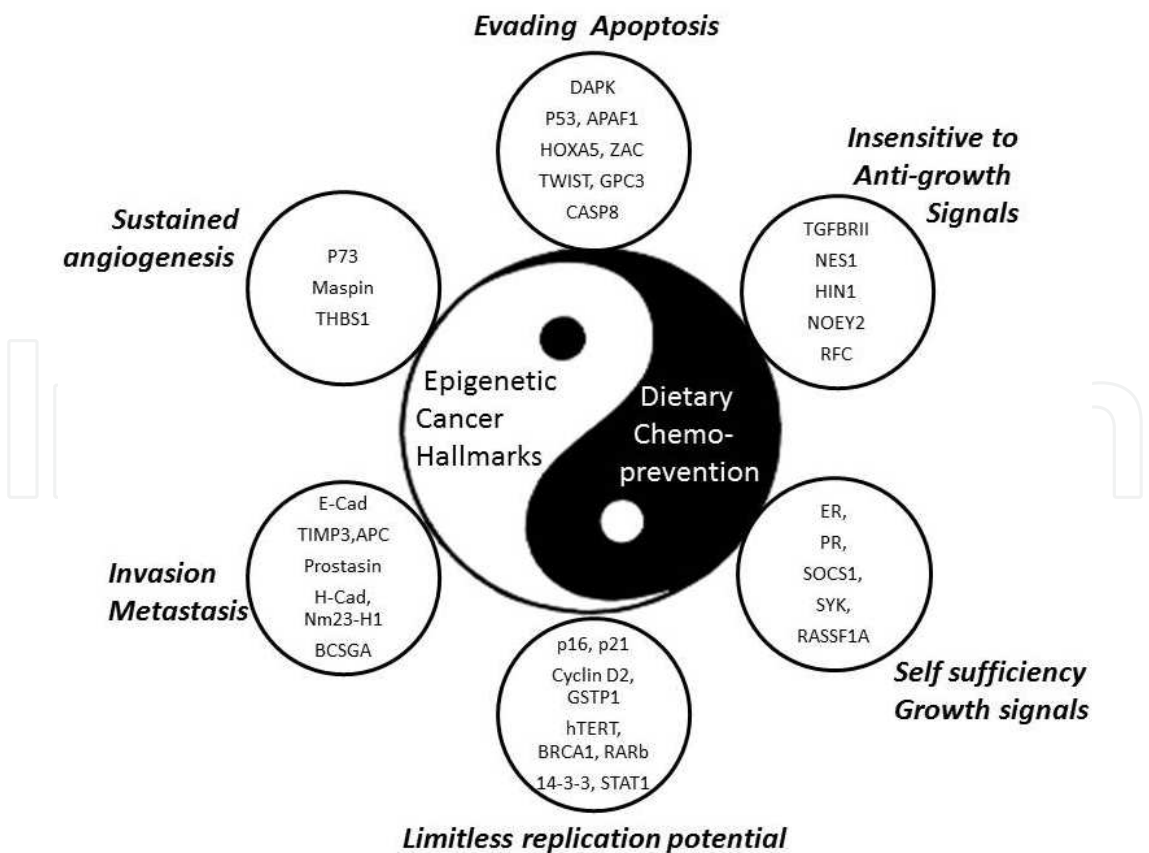 Evading Apoptosis
DAPK
P53, APAF1
HOXA5, ZAC
TWIST, GPC3
CASP8
Insensitive to
Anti-growth
Signals
TGFBRII
NES1
HIN1
NOEY2
RFC
Sustained
angiogenesis
P73
Maspin
THBS1
Epigenetic
Cancer
Hallmarks
Dietary
Chemo-
prevention
Invasion
Metastasis
E-Cad
TIMP3,APC
Prostasin
H-Cad,
Nm23-H1
BCSGA
ER,
PR,
SOCS1,
SYK,
RASSF1A
Self sufficiency
Growth signals
p16, p21
Cyclin D2,
GSTP1
hTERT,
BRCA1, RARb
14-3-3, STAT1
Limitless replication potential